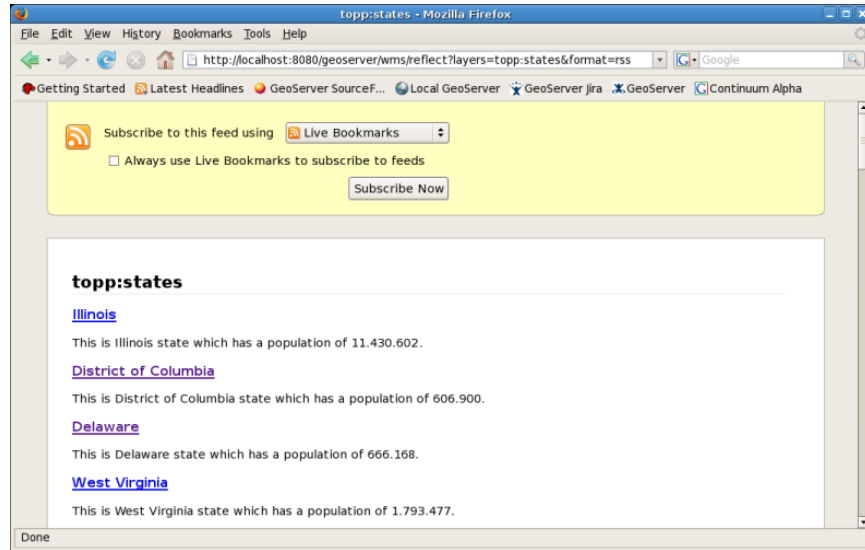 topp:states - Mozilla Firefox
File Edit View History Bookmarks Tools Help
http://localhost:8080/geoserver/wms/reflect?layers=topp:states&format=rss G Google
Getting Started Latest Headlines GeoServer SourceF... Local GeoServer GeoServer Jira GeoServer Continuum Alpha
Subscribe to this feed using Live Bookmarks
Always use Live Bookmarks to subscribe to feeds
Subscribe Now
topp:states
Illinois
This is Illinois state which has a population of 11.430.602.
District of Columbia
This is District of Columbia state which has a population of 606.900.
Delaware
This is Delaware state which has a population of 666.168.
West Virginia
This is West Virginia state which has a population of 1.793.477.
Done